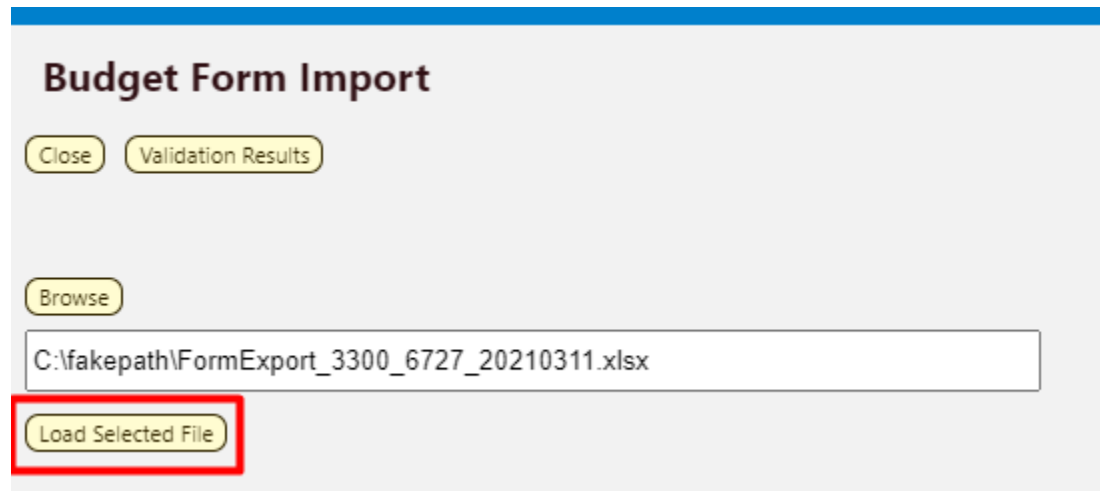 Budget Form Import
Close Validation Results
Browse
C:\fakepath\FormExport_3300_6727_20210311.xlsx
Load Selected File